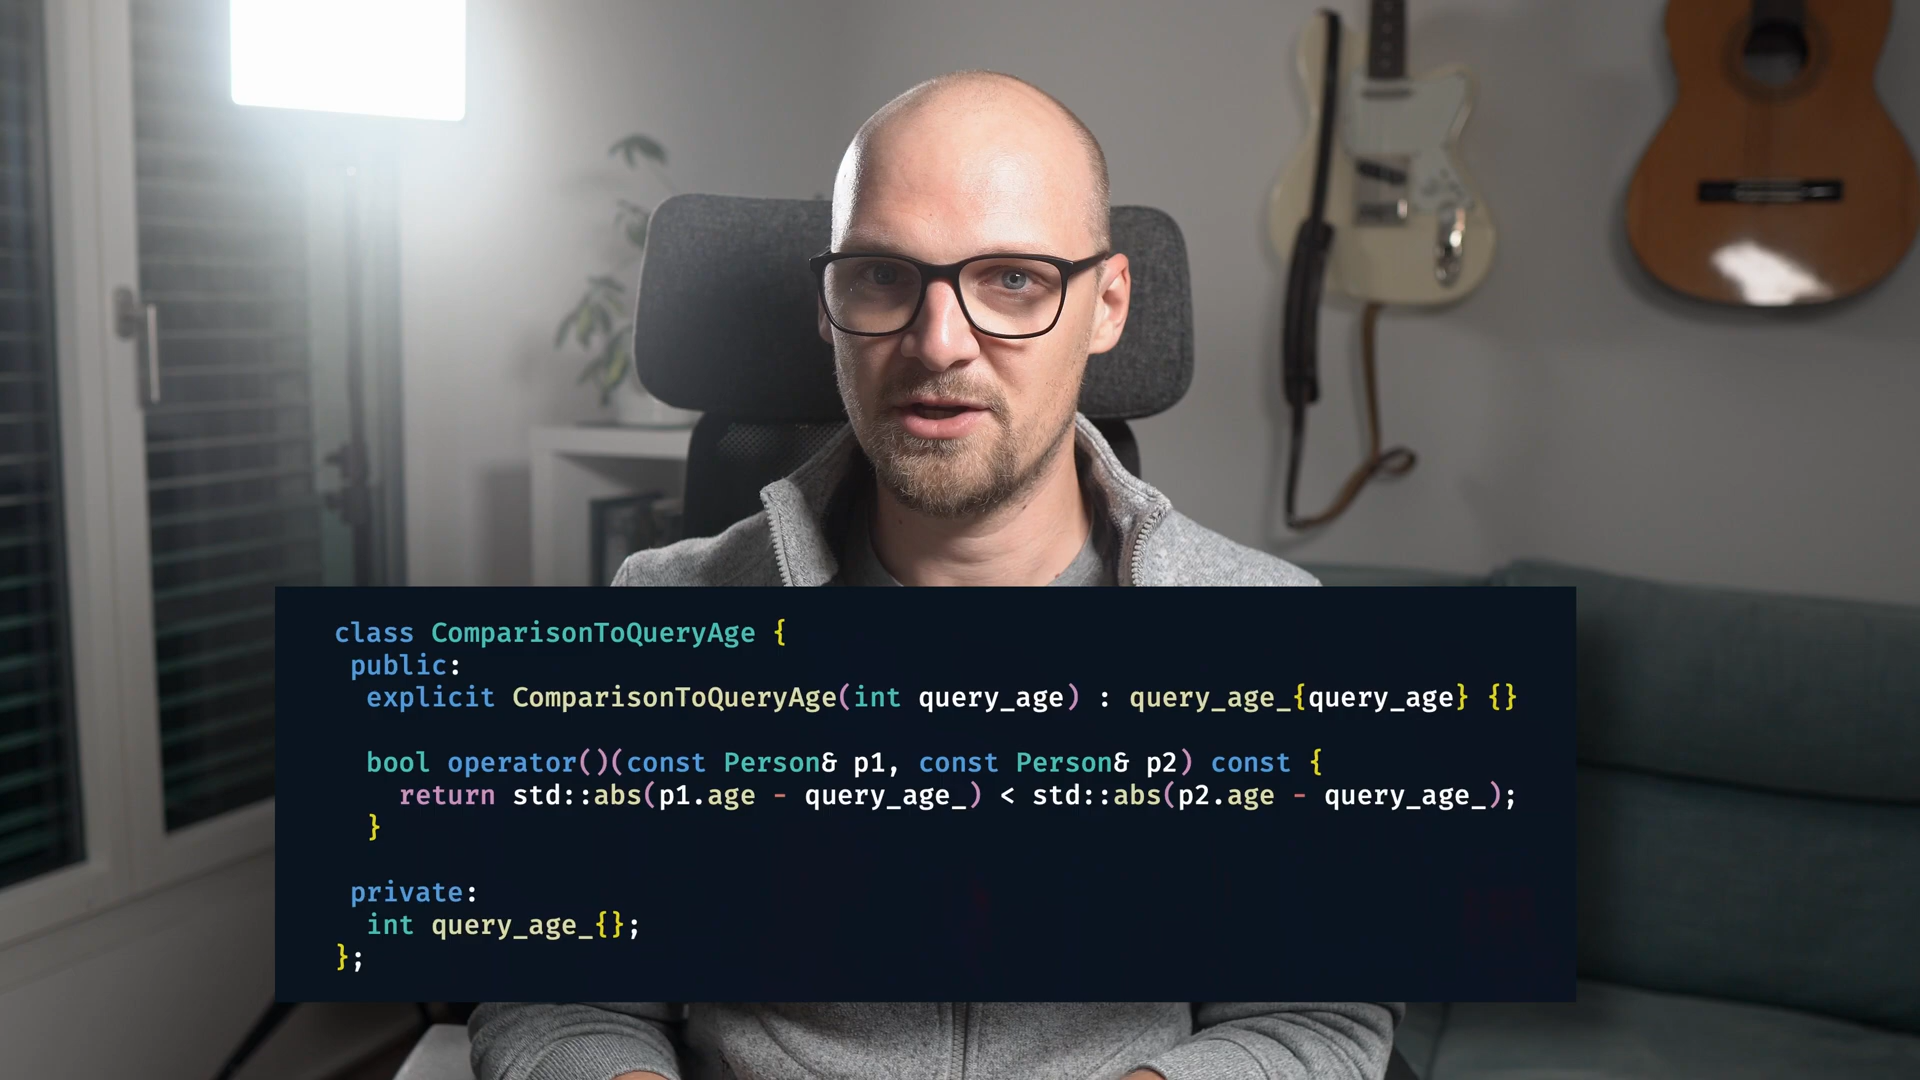 class ComparisonToQueryAge {
 public:
  explicit ComparisonToQueryAge(int query_age) : query_age_{query_age} {}

  bool operator()(const Person& p1, const Person& p2) const {
    return std::abs(p1.age - query_age_) < std::abs(p2.age - query_age_);
  }

 private:
  int query_age_{};
};